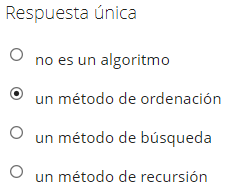 Respuesta única
no es un algoritmo
un método de ordenación
un método de búsqueda
un método de recursión